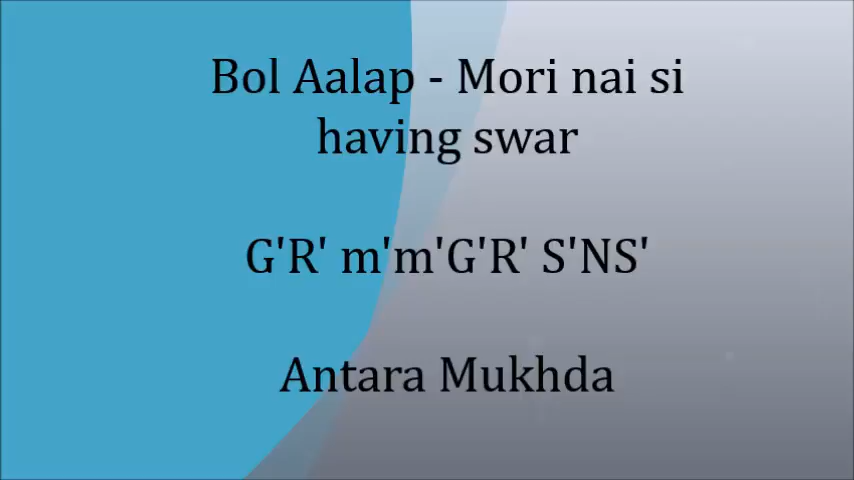 Bol Aalap - Mori nai si
having swar
G'R' m'm'G'R' S'NS'
Antara Mukhda